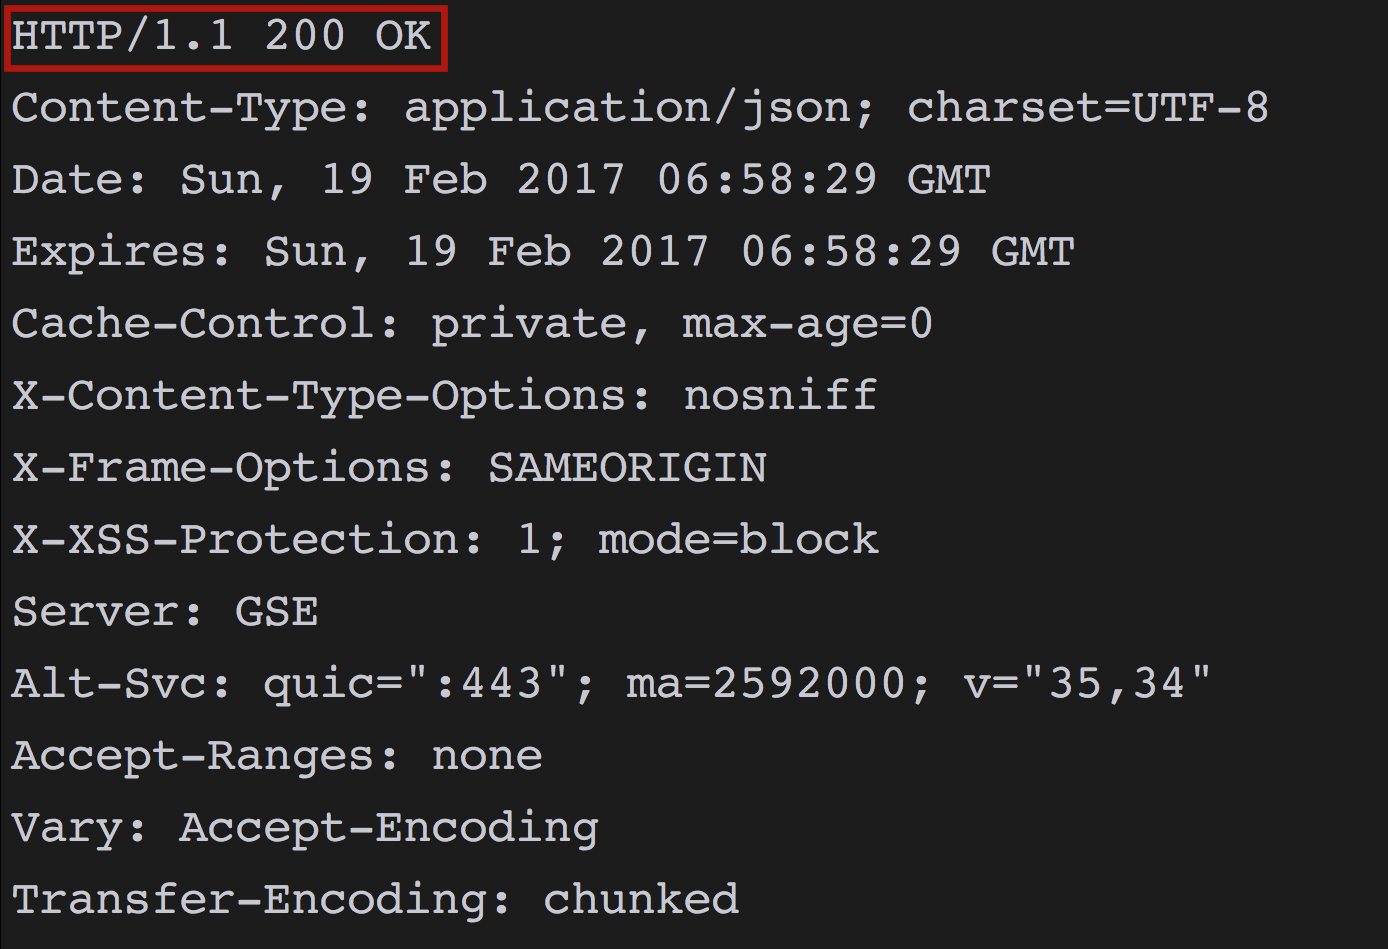 HTTP/1.1 200 OK
Content-Type: application/json; charset=UTF-8
Date: Sun, 19 Feb 2017 06:58:29 GMT
Expires: Sun, 19 Feb 2017 06:58:29 GMT
Cache-Control: private, max-age=0
X-Content-Type-Options: nosniff
X-Frame-Options: SAMEORIGIN
X-XSS-Protection: 1; mode=block
Server: GSE
Alt-Svc: quic=":443"; ma=2592000; v="35,34"
Accept-Ranges: none
Vary: Accept-Encoding
Transfer-Encoding: chunked